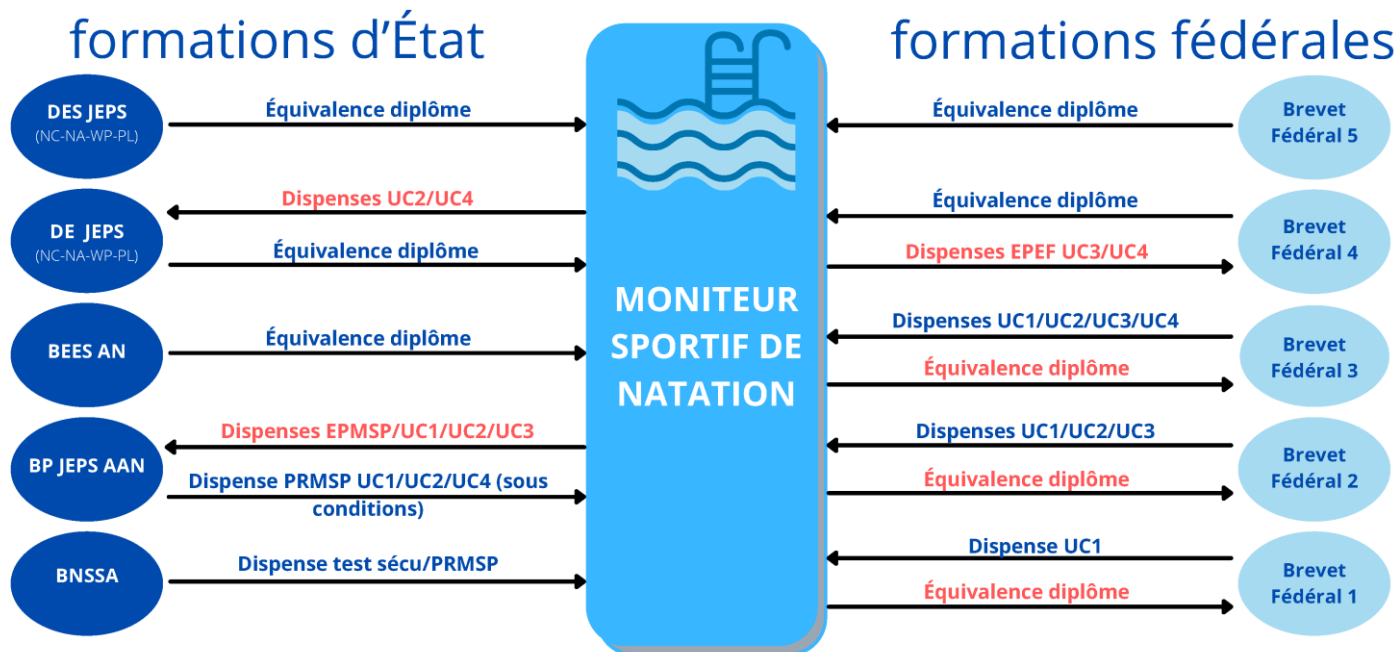 formations d'État
formations fédérales
DES JEPS
(NC-NA-WP-PL)
Équivalence diplôme
Équivalence diplôme
Brevet
Fédéral 5
DE JEPS
(NC-NA-WP-PL)
Dispenses UC2/UC4
Équivalence diplôme
Équivalence diplôme
Dispenses EPEF UC3/UC4
Brevet
Fédéral 4
MONITEUR
SPORTIF DE
NATATION
BEES AN
Équivalence diplôme
Dispenses UC1/UC2/UC3/UC4
Équivalence diplôme
Brevet
Fédéral 3
BP JEPS AAN
Dispenses EPMSP/UC1/UC2/UC3
Dispense PRMSP UC1/UC2/UC4 (sous
conditions)
Dispenses UC1/UC2/UC3
Équivalence diplôme
Brevet
Fédéral 2
BNSSA
Dispense test sécu/PRMSP
Dispense UC1
Équivalence diplôme
Brevet
Fédéral 1